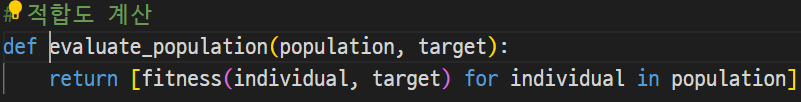 # 적합도 계산
def evaluate_population(population, target):
    return [fitness(individual, target) for individual in population]